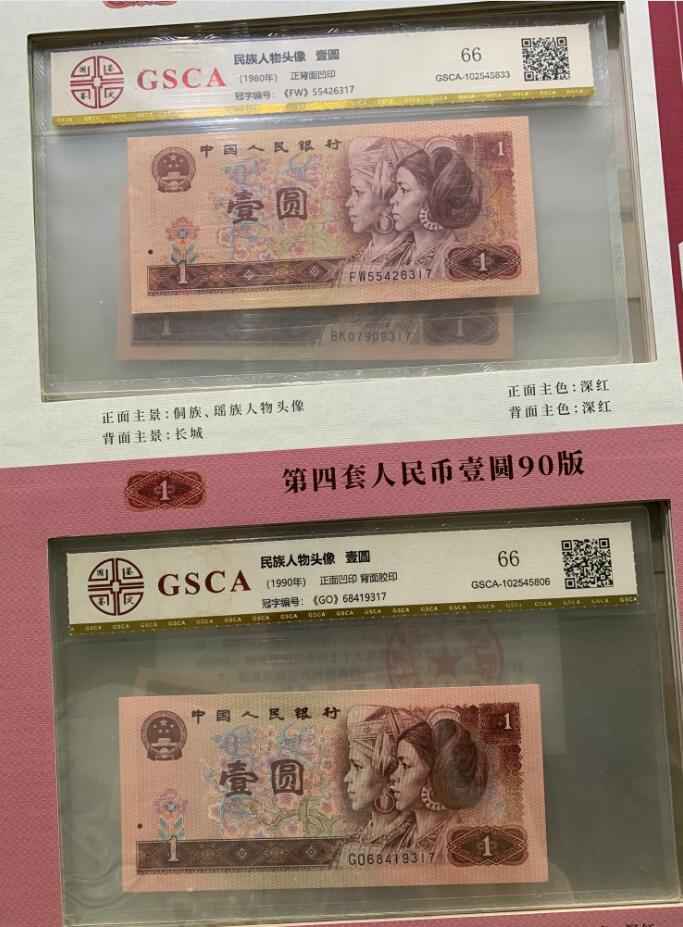 民族人物头像 壹圆
GSCA
(1980年) 正背面凹印
冠字编号:《FW》55426317
66
GSCA-102545833
中国人民银行
壹圆
1
1
FW55426317
1
1
BK07909317
1
正面主景:侗族、瑶族人物头像
背面主景:长城
正面主色:深红
背面主色:深红
1
第四套人民币壹圆90版
民族人物头像 壹圆
GSCA
(1990年) 正面凹印 背面胶印
冠字编号:《GO》68419317
66
GSCA-102545806
中国人民银行
壹圆
1
1
GO68419317
1